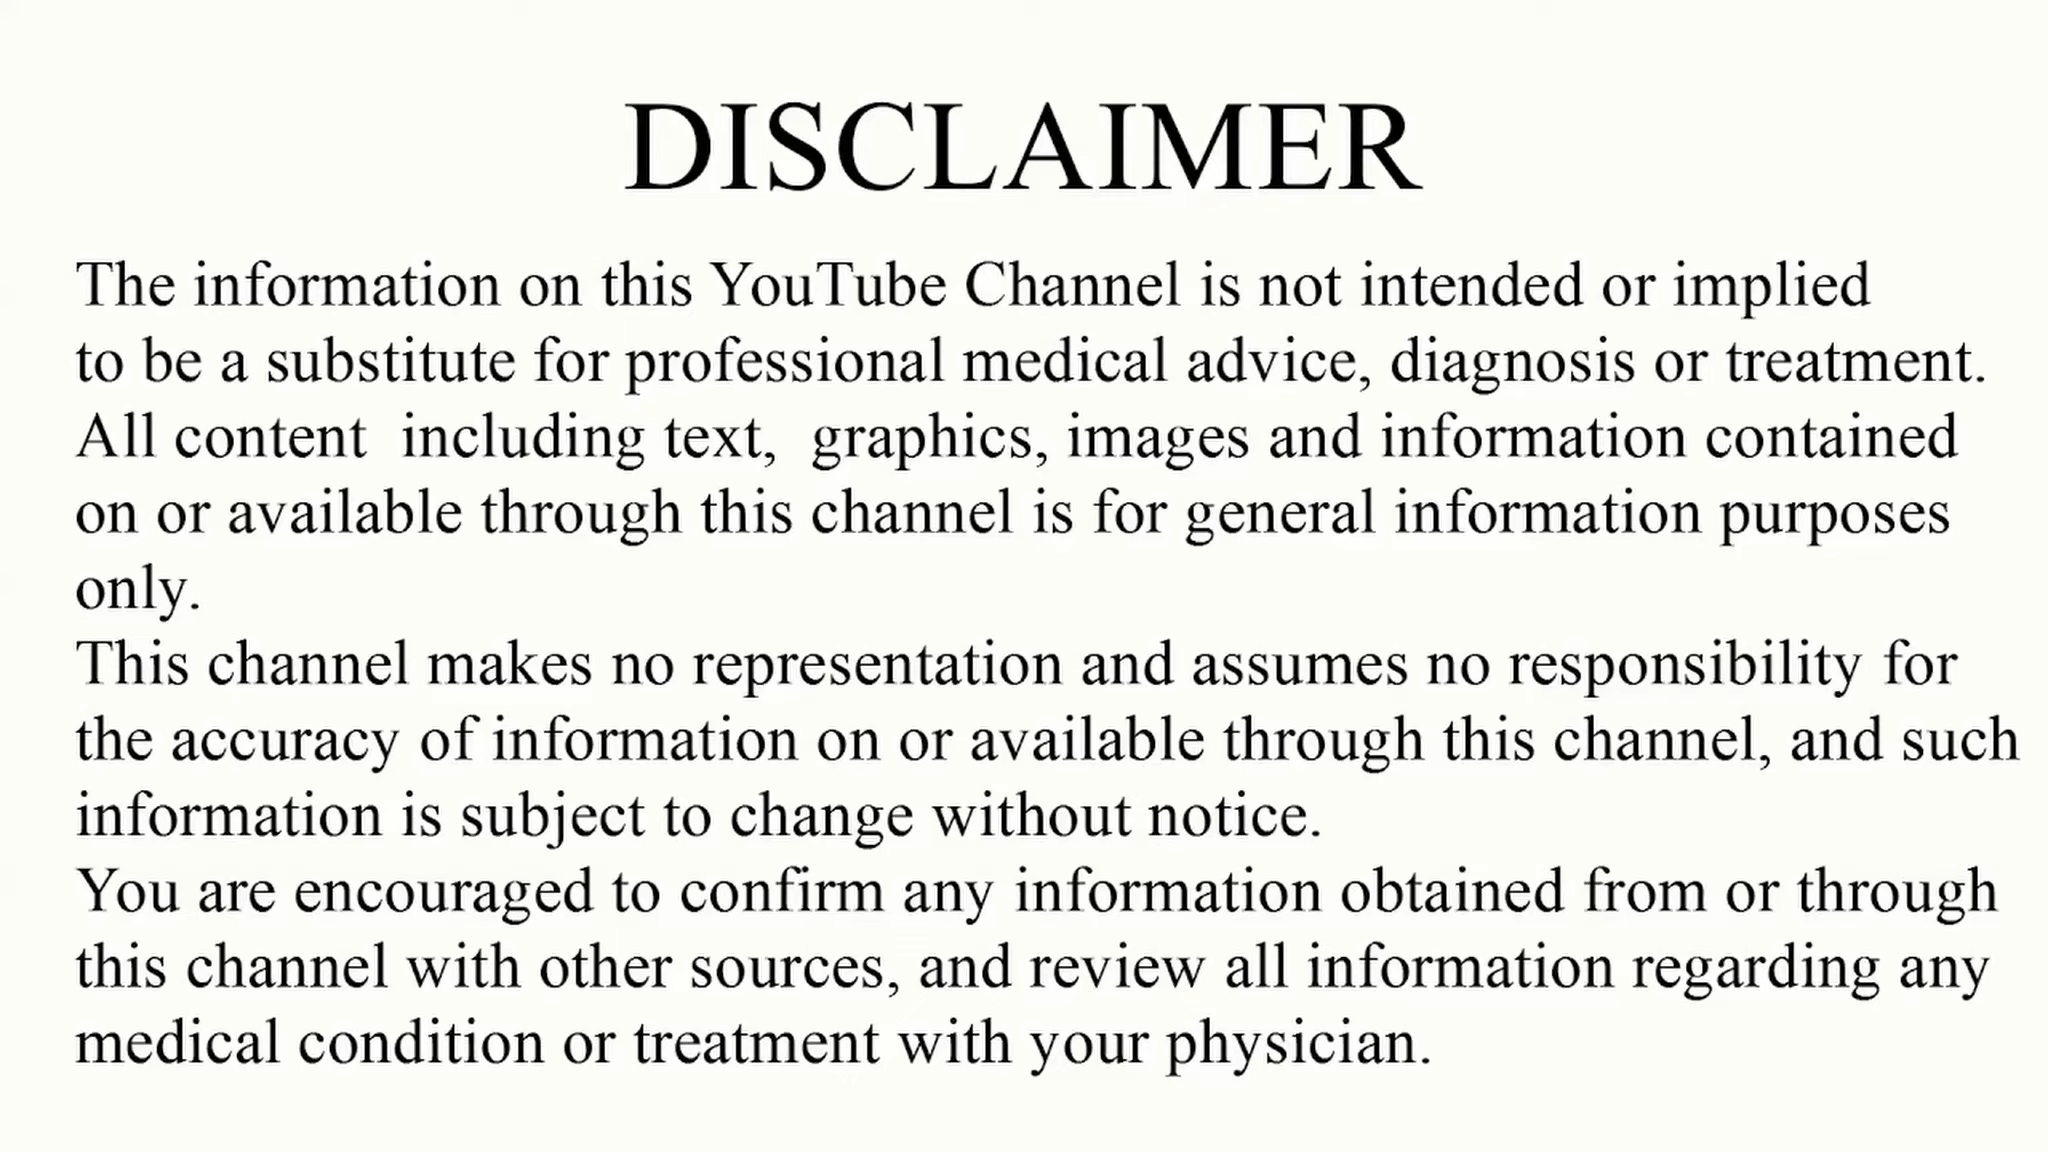 DISCLAIMER
The information on this YouTube Channel is not intended or implied
to be a substitute for professional medical advice, diagnosis or treatment.
All content  including text,  graphics, images and information contained
on or available through this channel is for general information purposes
only.
This channel makes no representation and assumes no responsibility for
the accuracy of information on or available through this channel, and such
information is subject to change without notice.
You are encouraged to confirm any information obtained from or through
this channel with other sources, and review all information regarding any
medical condition or treatment with your physician.